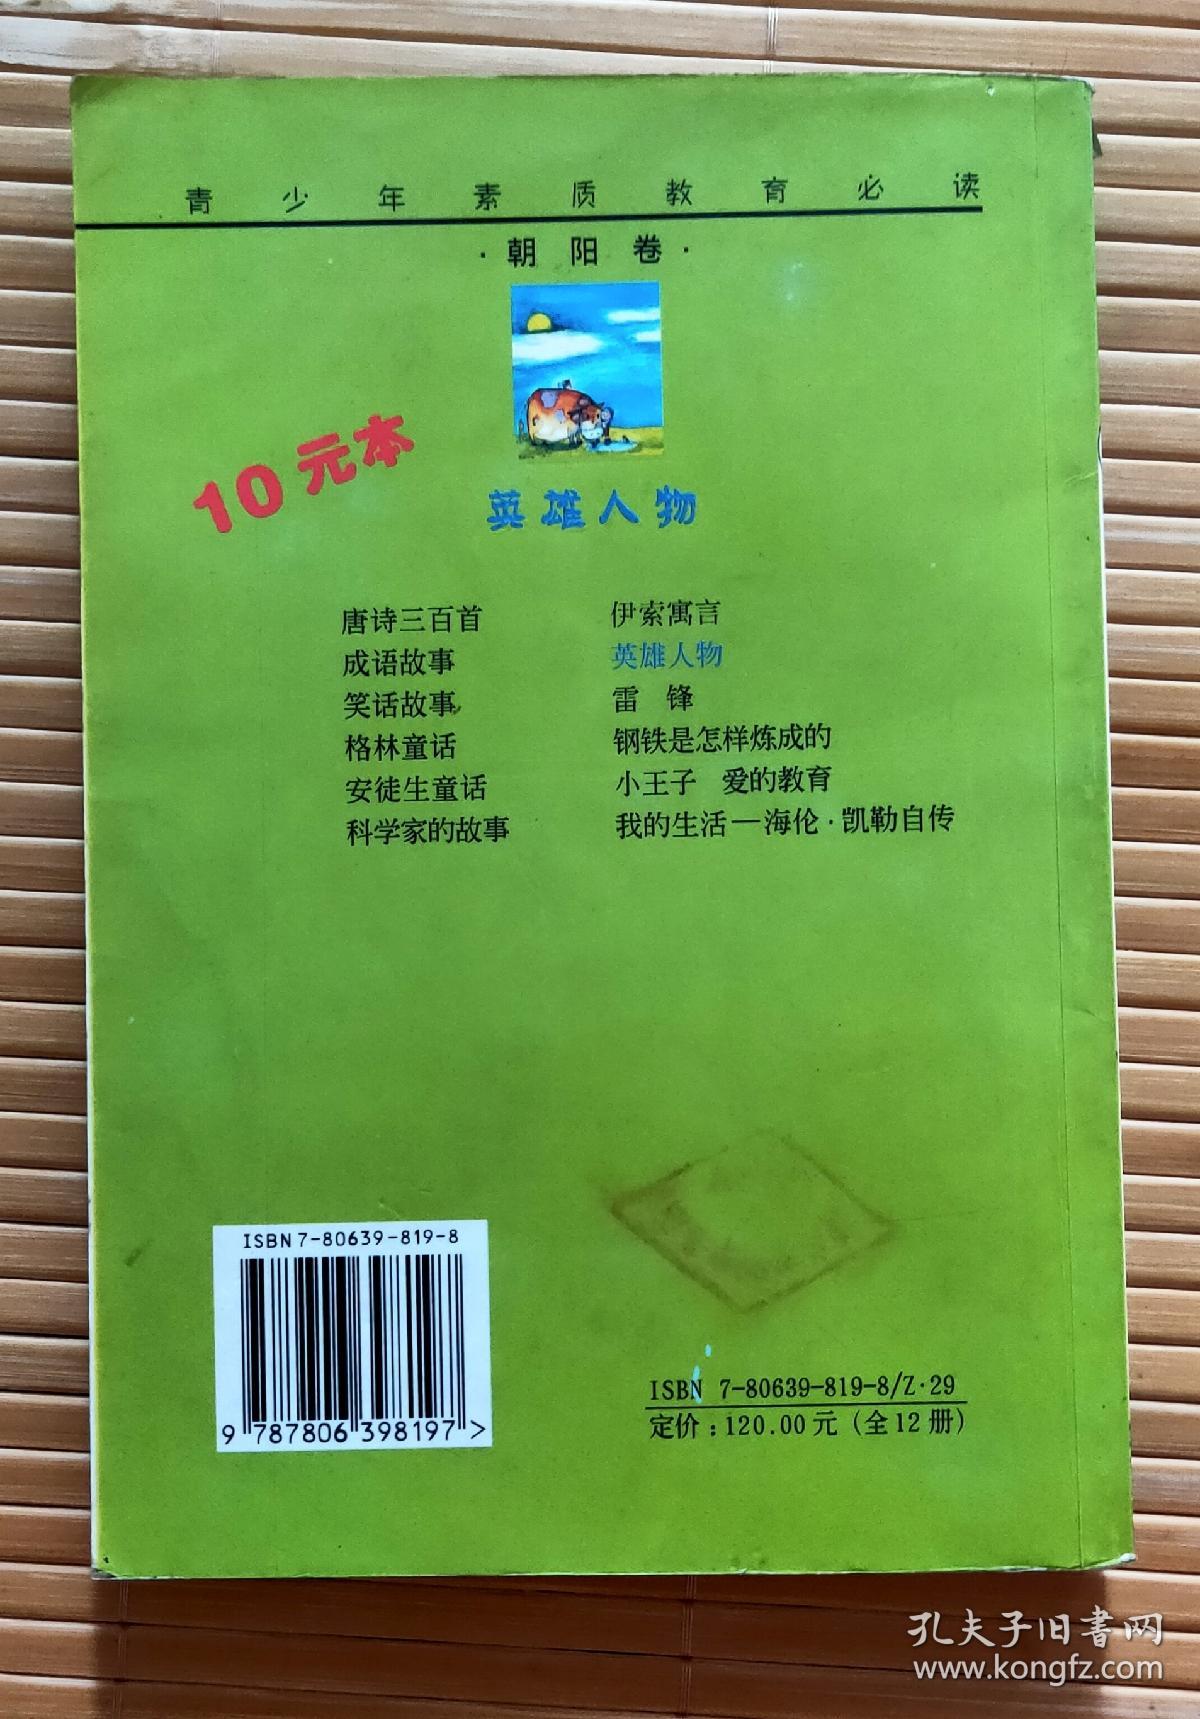 青少年素质教育必读
·朝阳卷·
10元本
英雄人物
唐诗三百首
成语故事
笑话故事
格林童话
安徒生童话
科学家的故事
伊索寓言
英雄人物
雷 锋
钢铁是怎样炼成的
小王子 爱的教育
我的生活—海伦·凯勒自传
ISBN 7-80639-819-8
9 787806 398197 >
ISBN 7-80639-819-8/Z·29
定价:120.00元(全12册)
孔夫子旧书网
www.kongfz.com